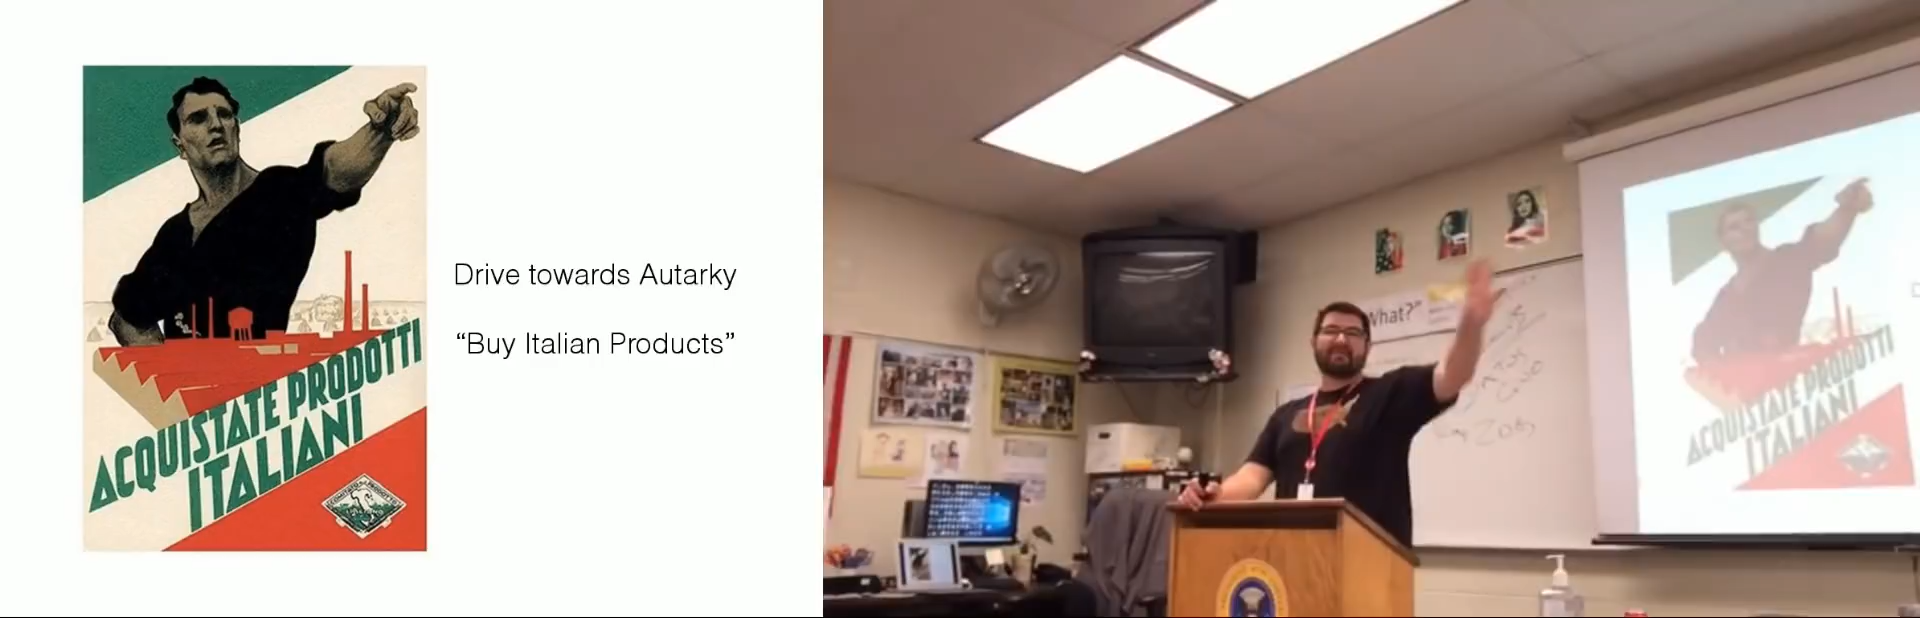 Drive towards Autarky
"Buy Italian Products"
ACQUISTATE PRODOTTI
ITALIANI
What?"
ACQUISTATE PRODOTTI
ITALIANI